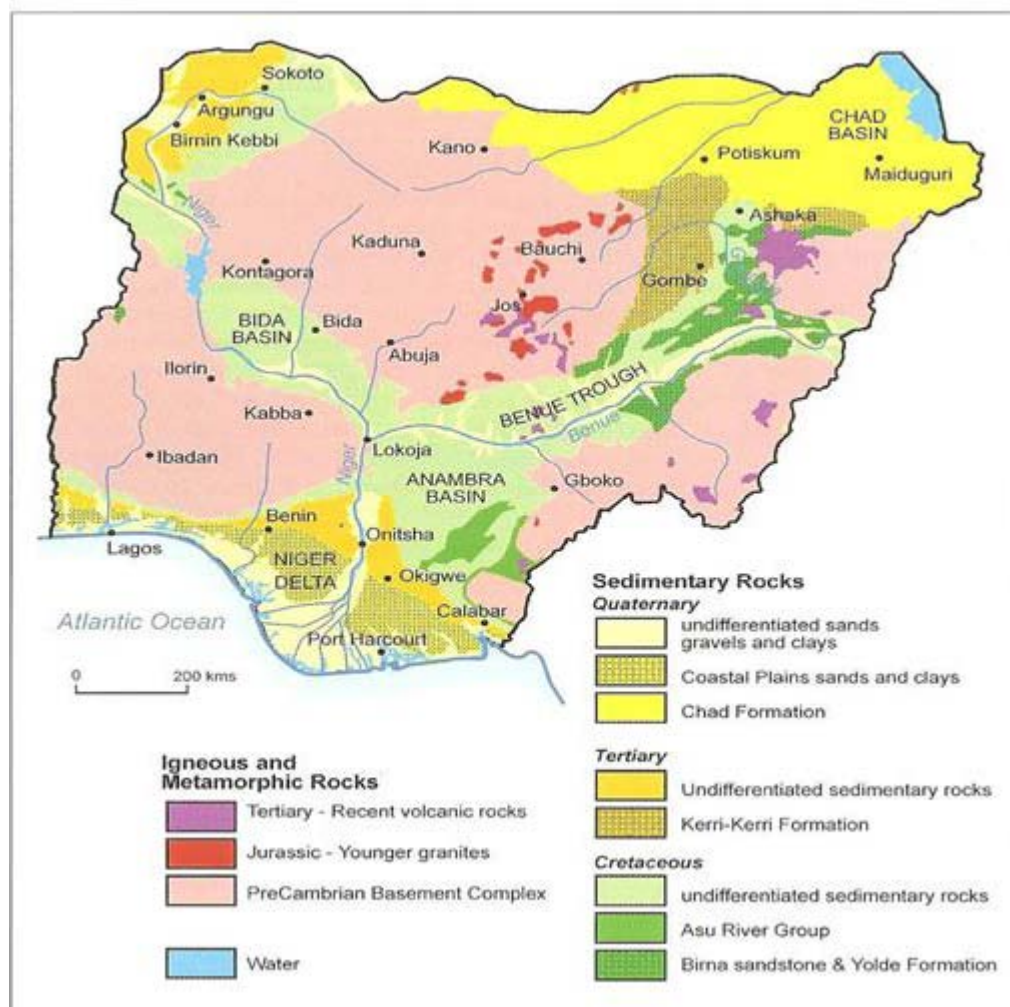 Sokoto
Argungu
Birnin Kebbi
CHAD
BASIN
Kano
Potiskum
Maiduguri
Niger
Ashaka
Kaduna
Bauchi
Kontagora
Gombe
Jos
BIDA
BASIN
Bida
Abuja
Ilorin
BENUE TROUGH
Kabba
Benue
Lokoja
Ibadan
Niger
ANAMBRA
BASIN
Gboko
Benin
Onitsha
Lagos
NIGER
DELTA
Okigwe
Calabar
Atlantic Ocean
Port Harcourt
0 200 kms
Igneous and
Metamorphic Rocks
Tertiary - Recent volcanic rocks
Jurassic - Younger granites
PreCambrian Basement Complex
Water
Sedimentary Rocks
Quaternary
undifferentiated sands
gravels and clays
Coastal Plains sands and clays
Chad Formation
Tertiary
Undifferentiated sedimentary rocks
Kerri-Kerri Formation
Cretaceous
undifferentiated sedimentary rocks
Asu River Group
Birna sandstone & Yolde Formation